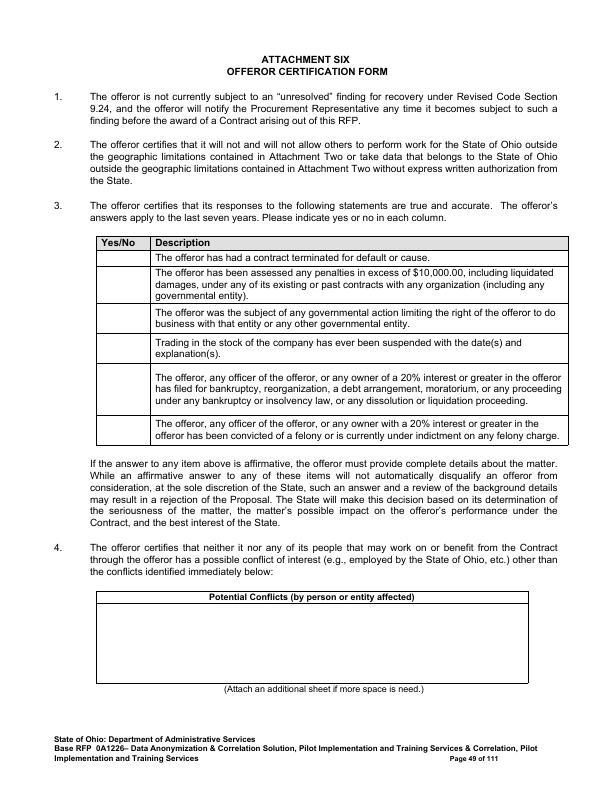 ATTACHMENT SIX
OFFEROR CERTIFICATION FORM
1. The offeror is not currently subject to an “unresolved” finding for recovery under Revised Code Section
9.24, and the offeror will notify the Procurement Representative any time it becomes subject to such a
finding before the award of a Contract arising out of this RFP.
2. The offeror certifies that it will not and will not allow others to perform work for the State of Ohio outside
the geographic limitations contained in Attachment Two or take data that belongs to the State of Ohio
outside the geographic limitations contained in Attachment Two without express written authorization from
the State.
3. The offeror certifies that its responses to the following statements are true and accurate. The offeror’s
answers apply to the last seven years. Please indicate yes or no in each column.
Yes/No Description
The offeror has had a contract terminated for default or cause.
The offeror has been assessed any penalties in excess of $10,000.00, including liquidated
damages, under any of its existing or past contracts with any organization (including any
governmental entity).
The offeror was the subject of any governmental action limiting the right of the offeror to do
business with that entity or any other governmental entity.
Trading in the stock of the company has ever been suspended with the date(s) and
explanation(s).
The offeror, any officer of the offeror, or any owner of a 20% interest or greater in the offeror
has filed for bankruptcy, reorganization, a debt arrangement, moratorium, or any proceeding
under any bankruptcy or insolvency law, or any dissolution or liquidation proceeding.
The offeror, any officer of the offeror, or any owner with a 20% interest or greater in the
offeror has been convicted of a felony or is currently under indictment on any felony charge.
If the answer to any item above is affirmative, the offeror must provide complete details about the matter.
While an affirmative answer to any of these items will not automatically disqualify an offeror from
consideration, at the sole discretion of the State, such an answer and a review of the background details
may result in a rejection of the Proposal. The State will make this decision based on its determination of
the seriousness of the matter, the matter’s possible impact on the offeror’s performance under the
Contract, and the best interest of the State.
4. The offeror certifies that neither it nor any of its people that may work on or benefit from the Contract
through the offeror has a possible conflict of interest (e.g., employed by the State of Ohio, etc.) other than
the conflicts identified immediately below:
Potential Conflicts (by person or entity affected)
(Attach an additional sheet if more space is need.)
State of Ohio: Department of Administrative Services
Base RFP 0A1226– Data Anonymization & Correlation Solution, Pilot Implementation and Training Services & Correlation, Pilot
Implementation and Training Services Page 49 of 111